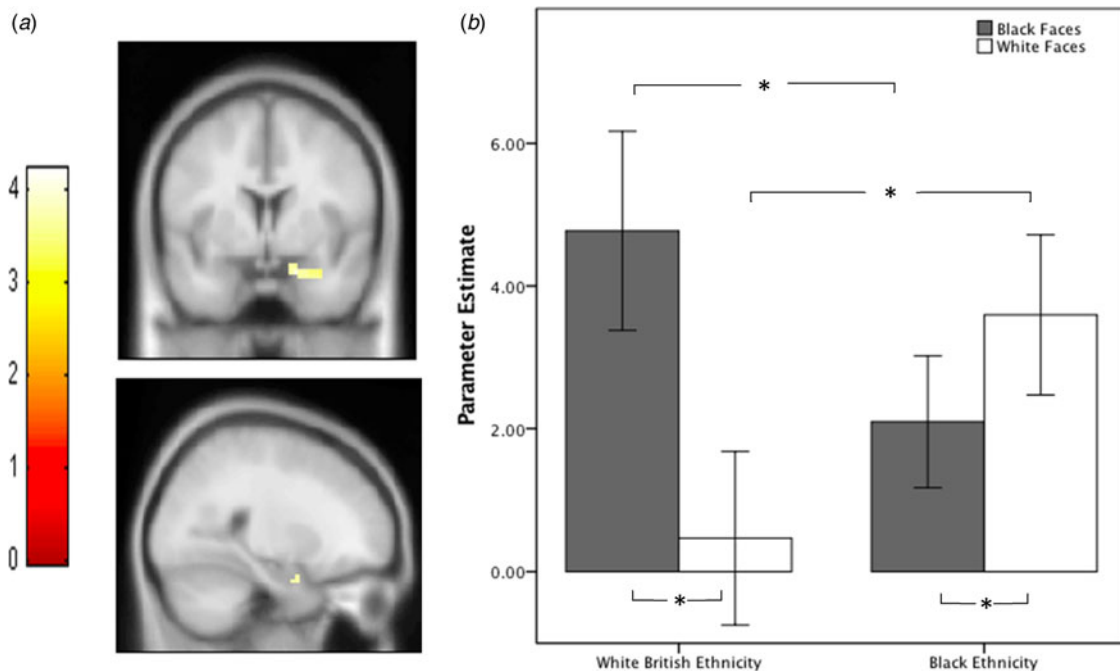 (a)
4
3
2
1
0
(b)
Black Faces
White Faces
*
6.00
*
Parameter Estimate
4.00
2.00
0.00
*
*
White British Ethnicity
Black Ethnicity